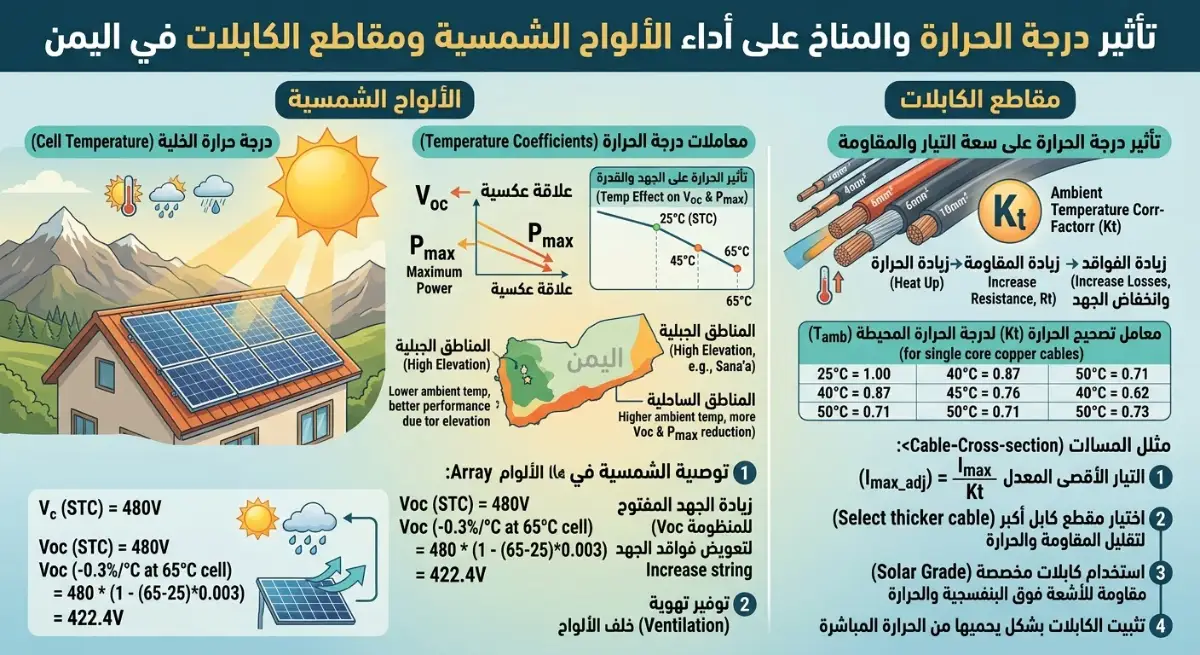 تأثير درجة الحرارة والمناخ على أداء الألواح الشمسية ومقاطع الكابلات في اليمن
مقاطع الكابلات
تأثير درجة الحرارة على سعة التيار والمقاومة
4mm²
6mm²
6mm²
10mm²
Kt
Ambient
Temperature Corr-
Factorr (Kt)
زيادة الحرارة → زيادة المقاومة → زيادة الفواقد
(Heat Up)
Increase
Resistance, Rt)
(Increase Losses,
وانخفاض الجهد
معامل تصحيح الحرارة (Kt) لدرجة الحرارة المحيطة (Tamb)
(for single core copper cables)
25°C = 1.00 40°C = 0.87 50°C = 0.71
40°C = 0.87 45°C = 0.76 40°C = 0.62
50°C = 0.71 50°C = 0.71 50°C = 0.73
مثلل المسالات (Cable-Cross-section>:
1 التيار الأقصى المعدل (Imax_adj) = Imax / Kt
2 اختيار مقطع كابل أكبر (Select thicker cable)
لتقليل المقاومة والحرارة
3 استخدام كابلات مخصصة (Solar Grade)
مقاومة للأشعة فوق البنفسجية والحرارة
4 تثبيت الكابلات بشكل يحميها من الحرارة المباشرة
الألواح الشمسية
معاملات درجة الحرارة (Temperature Coefficients)
Voc
علاقة عكسية
Pmax
Maximum
Power
Pmax
علاقة عكسية
تأثير الحرارة على الجهد والقدرة
(Temp Effect on Voc & Pmax)
25°C (STC)
45°C
65°C
65°C
المناطق الجبلية
(High Elevation)
Lower ambient temp,
better performance
due tor elevation
اليمن
المناطق الجبلية
(High Elevation,
e.g., Sana'a)
المناطق الساحلية
Higher ambient temp, more
Voc & Pmax reduction)
1 توصية الشمسية في الألوام Array:
زيادة الجهد المفتوح
للمنظومة Voc)
لتعويض فواقد الجهد
Increase string
Voc (STC) = 480V
Voc (-0.3%/°C at 65°C cell)
= 480 * (1 - (65-25)*0.003)
= 422.4V
2 توفير تهوية
(Ventilation) خلف الألواح
درجة حرارة الخلية (Cell Temperature)
Vc (STC) = 480V
Voc (STC) = 480V
Voc (-0.3%/°C at 65°C cell)
= 480 * (1 - (65-25)*0.003)
= 422.4V